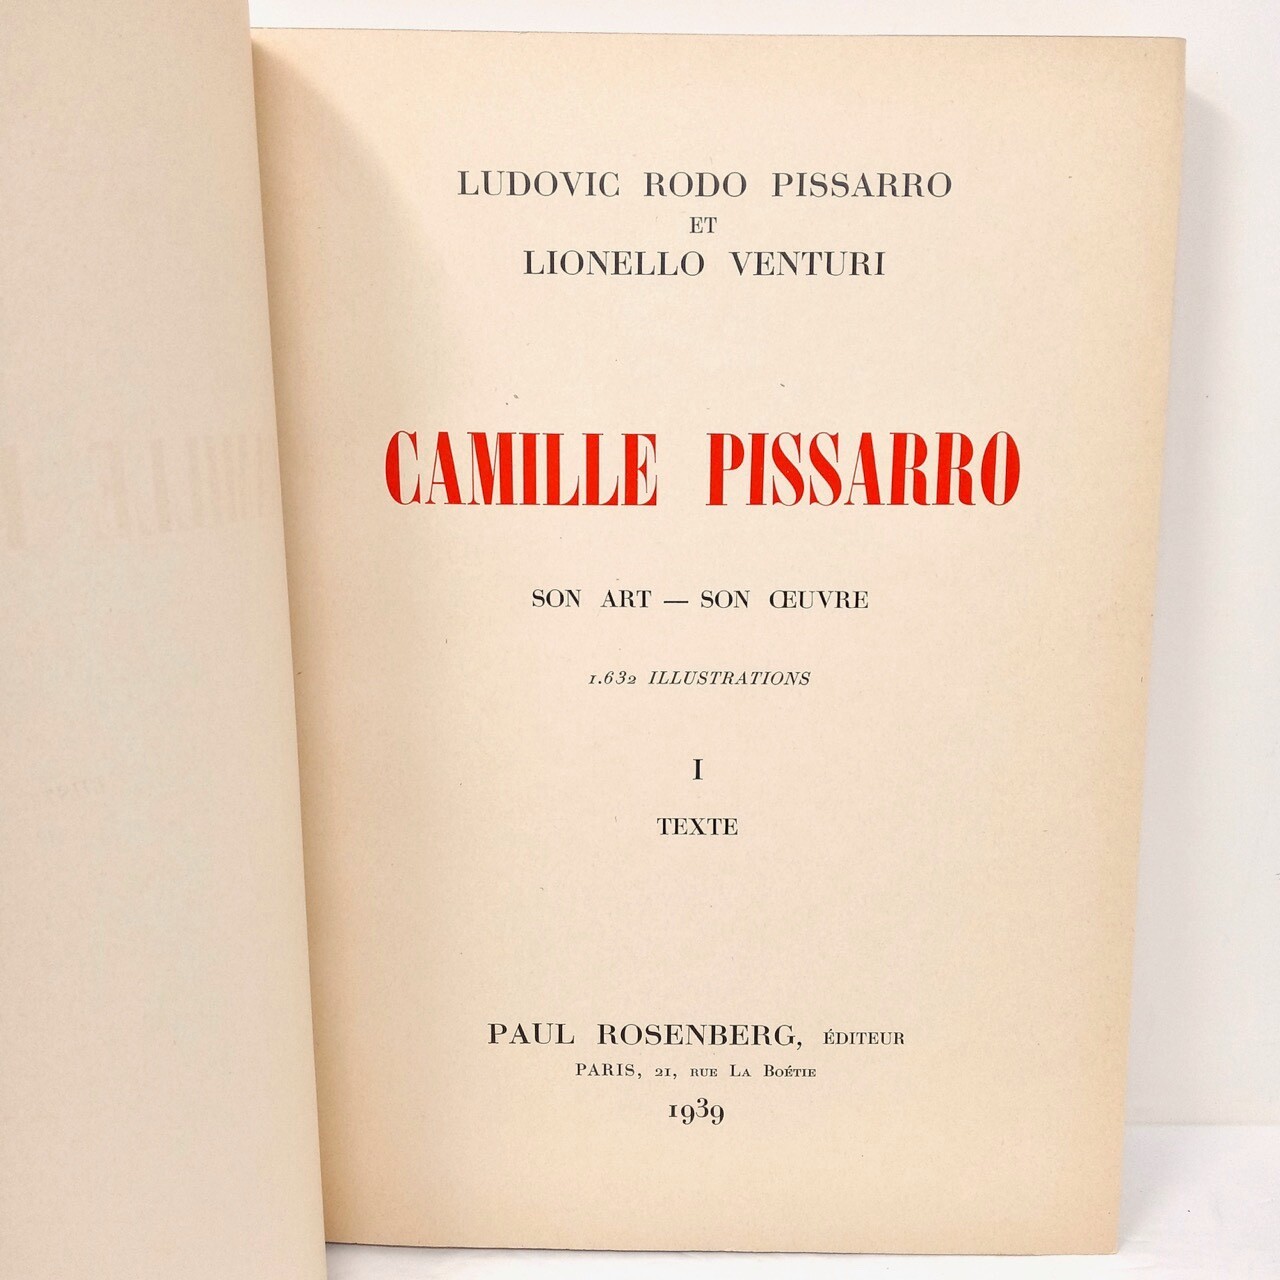 LUDOVIC RODO PISSARRO
ET
LIONELLO VENTURI
CAMILLE PISSARRO
SON ART — SON ŒUVRE
1.632 ILLUSTRATIONS
I
TEXTE
PAUL ROSENBERG, ÉDITEUR
PARIS, 21, RUE LA BOÉTIE
1939